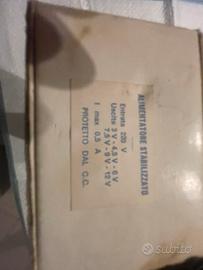 ALIMENTATORE STABILIZZATO
Entrata 220 V
Uscita 3 V - 4,5 V - 6 V
7,5 V - 9 V - 12 V
I max 0,5 A
PROTETTO DAL C.C.
subito